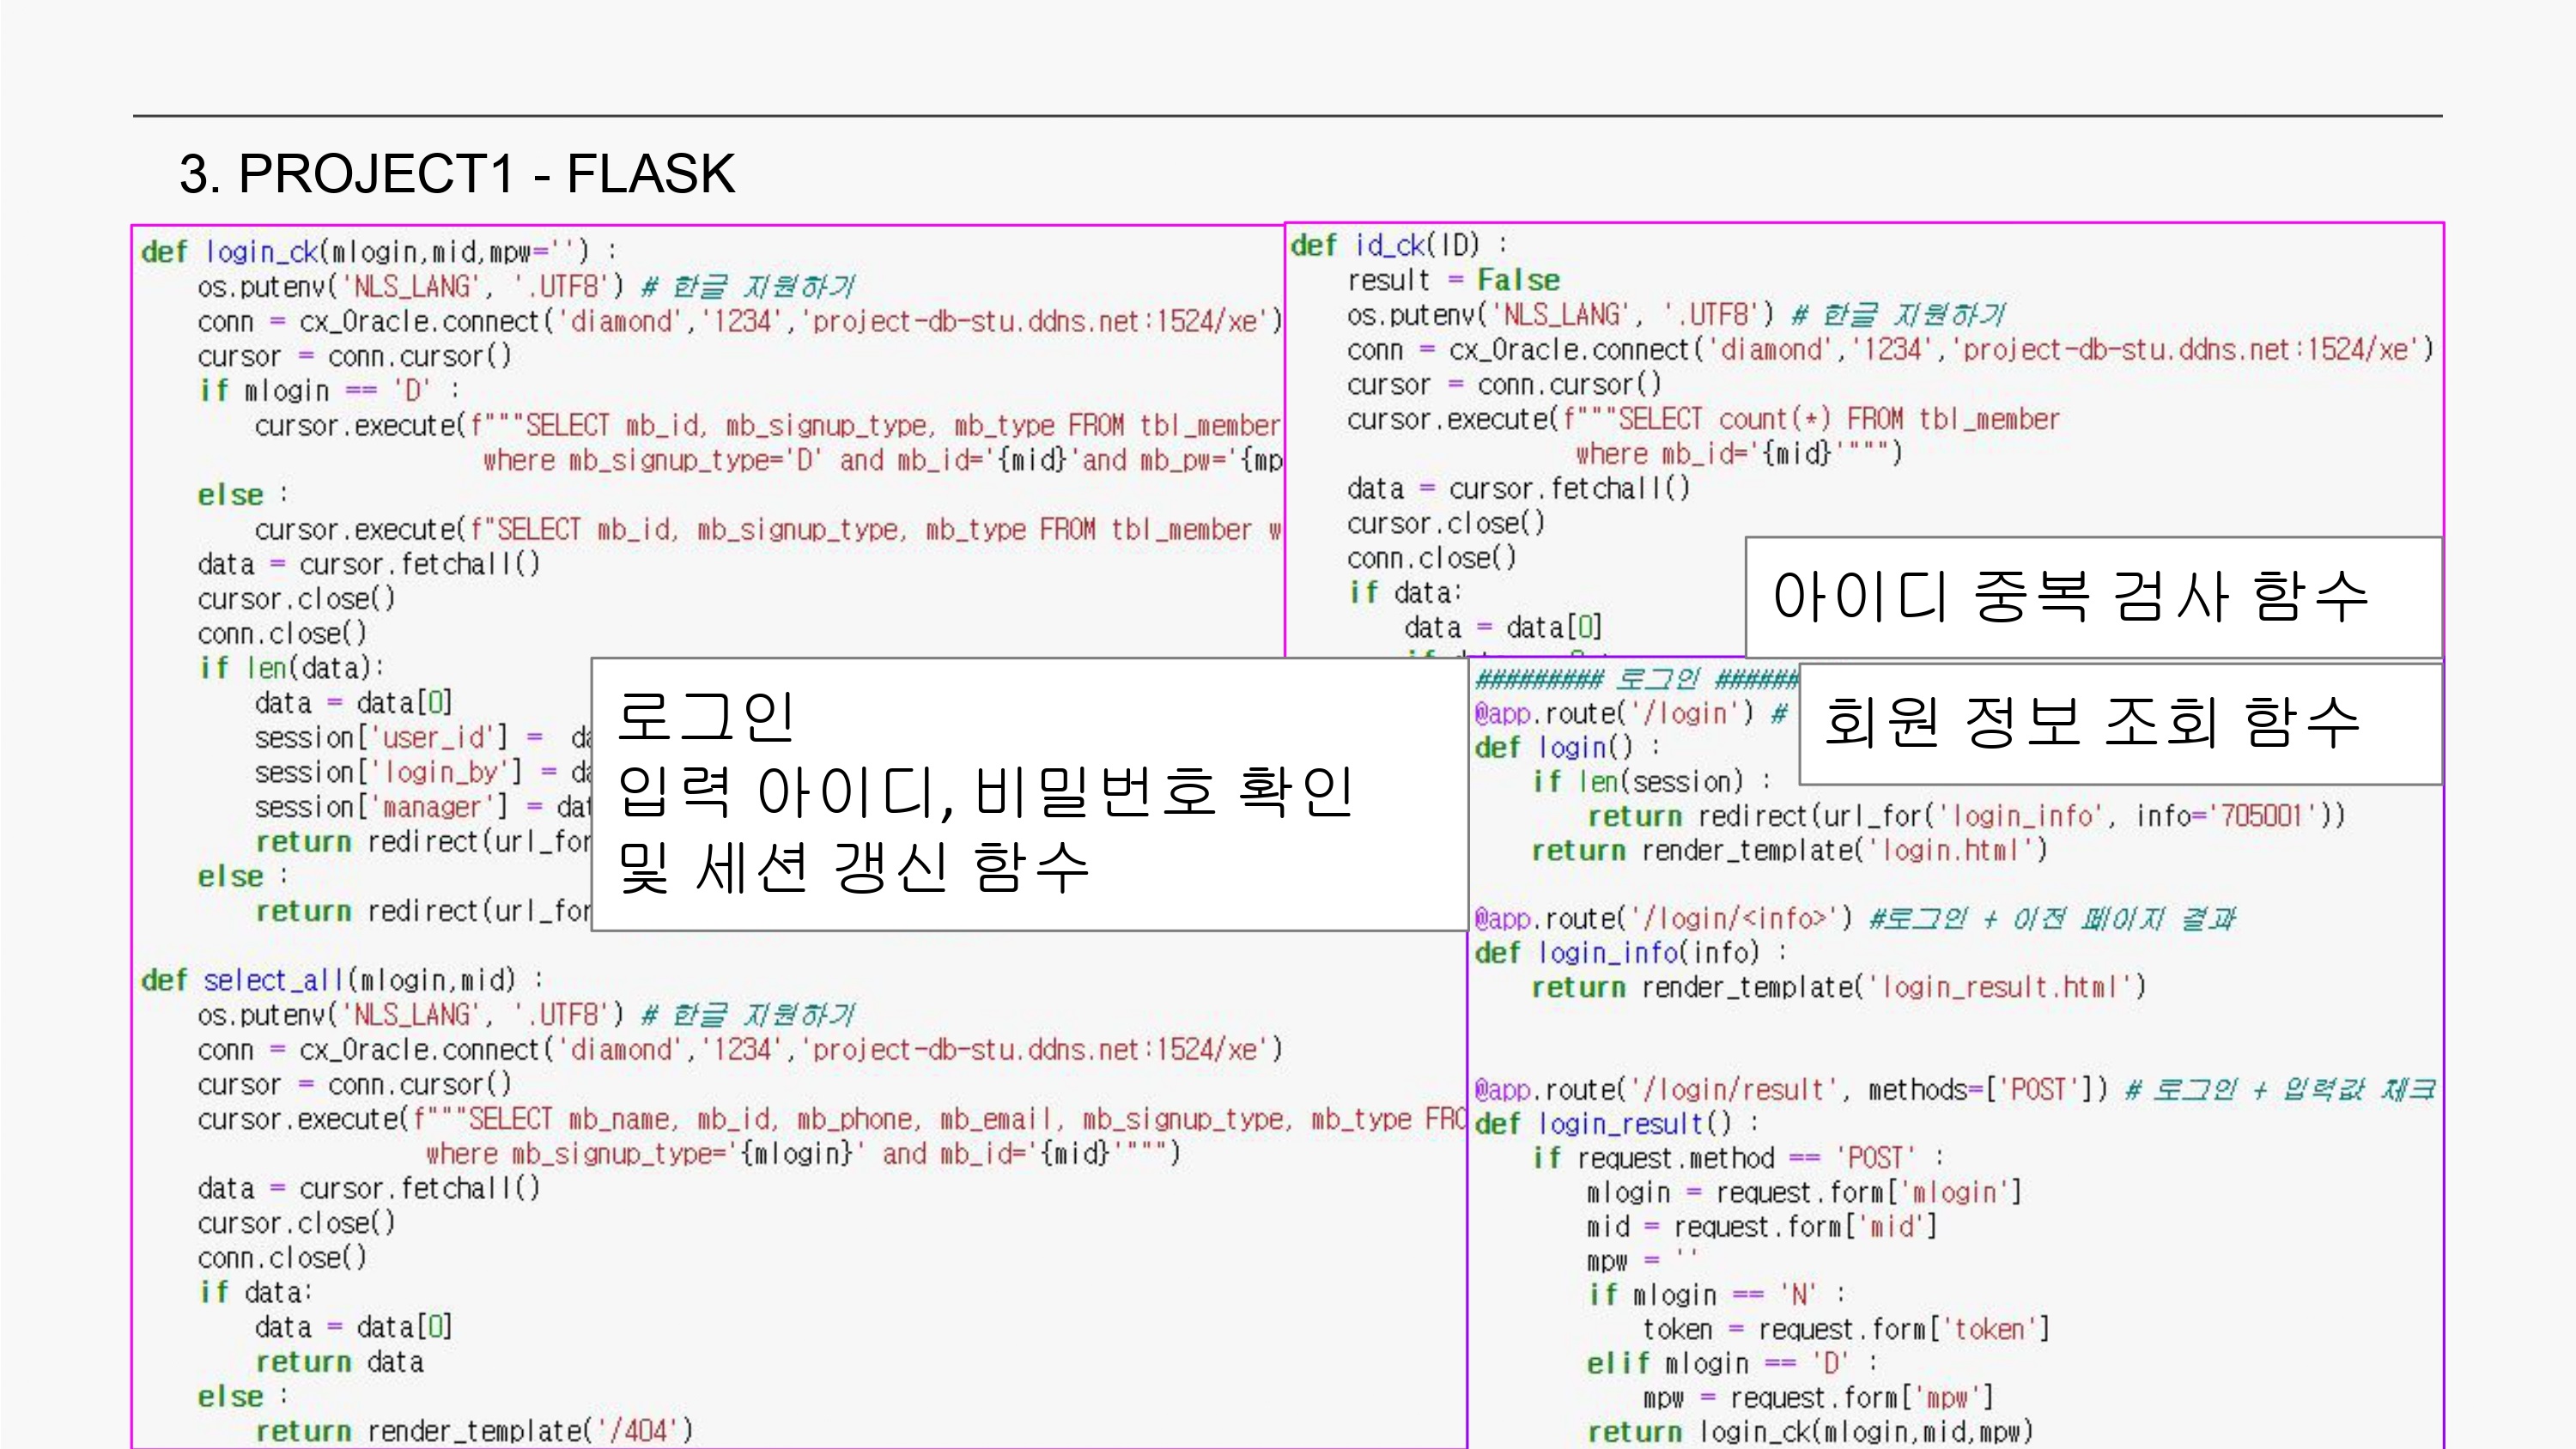 3. PROJECT1 - FLASK
def login_ck(mlogin,mid,mpw='') :
os.putenv('NLS_LANG', '.UTF8') # 한글 지원하기
conn = cx_Oracle.connect('diamond','1234','project-db-stu.ddns.net:1524/xe')
cursor = conn.cursor()
if mlogin == 'D' :
cursor.execute(f"""SELECT mb_id, mb_signup_type, mb_type FROM tbl_member
where mb_signup_type='D' and mb_id='{mid}'and mb_pw='{mp
else :
cursor.execute(f"SELECT mb_id, mb_signup_type, mb_type FROM tbl_member w
data = cursor.fetchall()
cursor.close()
conn.close()
if len(data):
data = data[0]
session['user_id'] = da
session['login_by'] = da
session['manager'] = dat
return redirect(url_for
else :
return redirect(url_for
로그인
입력 아이디, 비밀번호 확인
및 세션 갱신 함수
def select_all(mlogin,mid) :
os.putenv('NLS_LANG', '.UTF8') # 한글 지원하기
conn = cx_Oracle.connect('diamond','1234','project-db-stu.ddns.net:1524/xe')
cursor = conn.cursor()
cursor.execute(f"""SELECT mb_name, mb_id, mb_phone, mb_email, mb_signup_type, mb_type FRO
where mb_signup_type='{mlogin}' and mb_id='{mid}'""")
data = cursor.fetchall()
cursor.close()
conn.close()
if data:
data = data[0]
return data
else :
return render_template('/404')
def id_ck(ID) :
result = False
os.putenv('NLS_LANG', '.UTF8') # 한글 지원하기
conn = cx_Oracle.connect('diamond','1234','project-db-stu.ddns.net:1524/xe')
cursor = conn.cursor()
cursor.execute(f"""SELECT count(*) FROM tbl_member
where mb_id='{mid}'""")
data = cursor.fetchall()
cursor.close()
conn.close()
if data:
data = data[0]
아이디 중복 검사 함수
######### 로그인 ######
@app.route('/login') #
def login() :
if len(session) :
return redirect(url_for('login_info', info='705001'))
return render_template('login.html')
회원 정보 조회 함수
@app.route('/login/<info>') #로그인 + 이전 페이지 결과
def login_info(info) :
return render_template('login_result.html')
@app.route('/login/result', methods=['POST']) # 로그인 + 입력값 체크
def login_result() :
if request.method == 'POST' :
mlogin = request.form['mlogin']
mid = request.form['mid']
mpw = ''
if mlogin == 'N' :
token = request.form['token']
elif mlogin == 'D' :
mpw = request.form['mpw']
return login_ck(mlogin,mid,mpw)